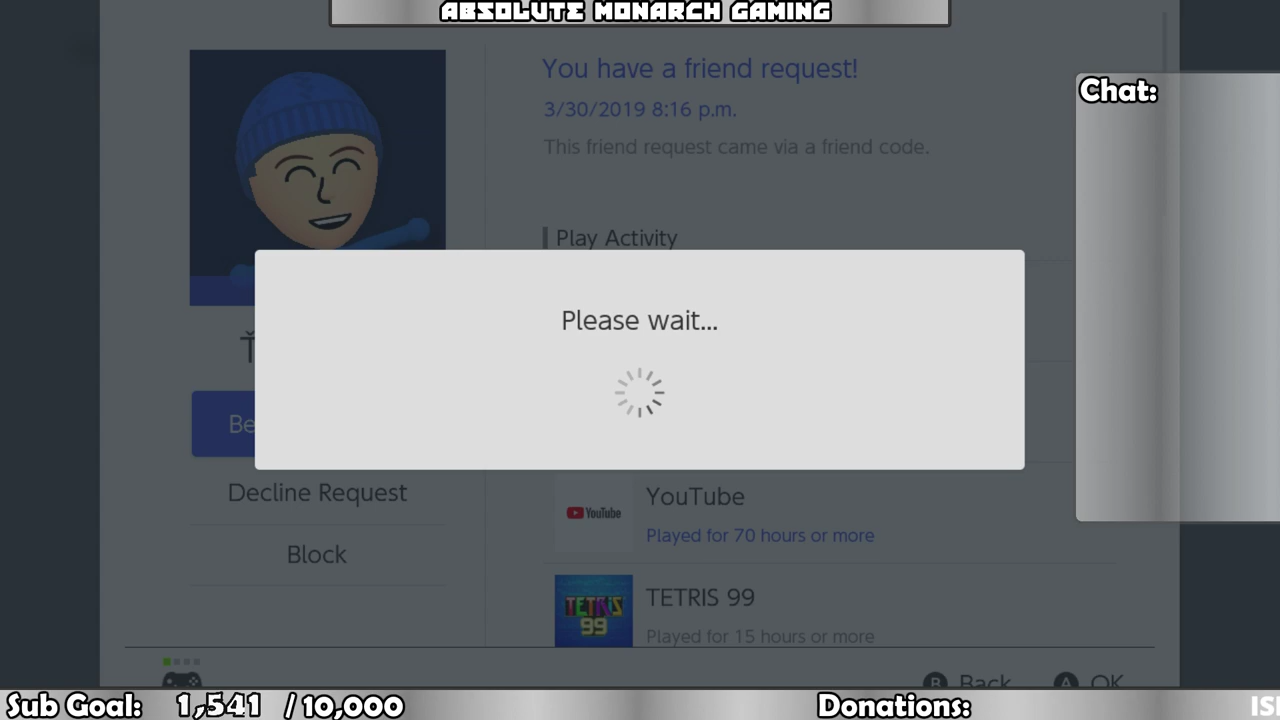 ABSOLUTE MONARCH GAMING
You have a friend request!
3/30/2019 8:16 p.m.
This friend request came via a friend code.
Chat:
Play Activity
Please wait...
Decline Request
Block
YouTube
YouTube
Played for 70 hours or more
TETRIS 99
TETRIS 99
Played for 15 hours or more
B Back
A OK
Sub Goal: 1,541 / 10,000
Donations: